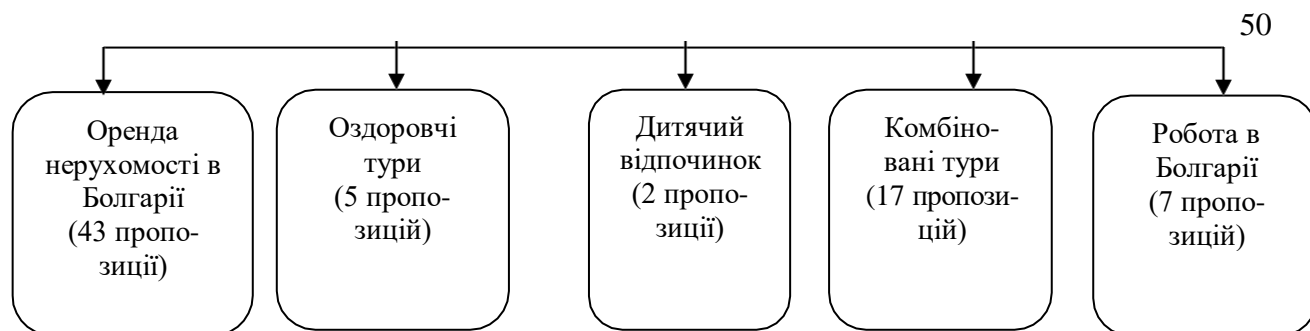 50
Оренда
нерухомості в
Болгарії
(43 пропо-
зиції)
Оздоровчі
тури
(5 пропо-
зицій)
Дитячий
відпочинок
(2 пропо-
зиції)
Комбіно-
вані тури
(17 пропози-
цій)
Робота в
Болгарії
(7 пропо-
зицій)